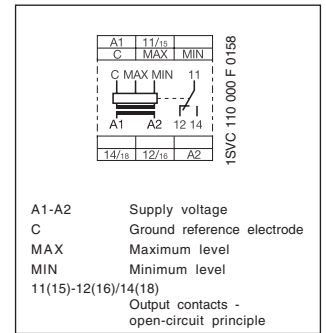 A1 11/15
C MAX MIN
C MAX MIN 11
A1 A2 12 14
14/18 12/16 A2
1SVC 110 000 F 0158
A1-A2 Supply voltage
C Ground reference electrode
MAX Maximum level
MIN Minimum level
11(15)-12(16)/14(18)
Output contacts -
open-circuit principle